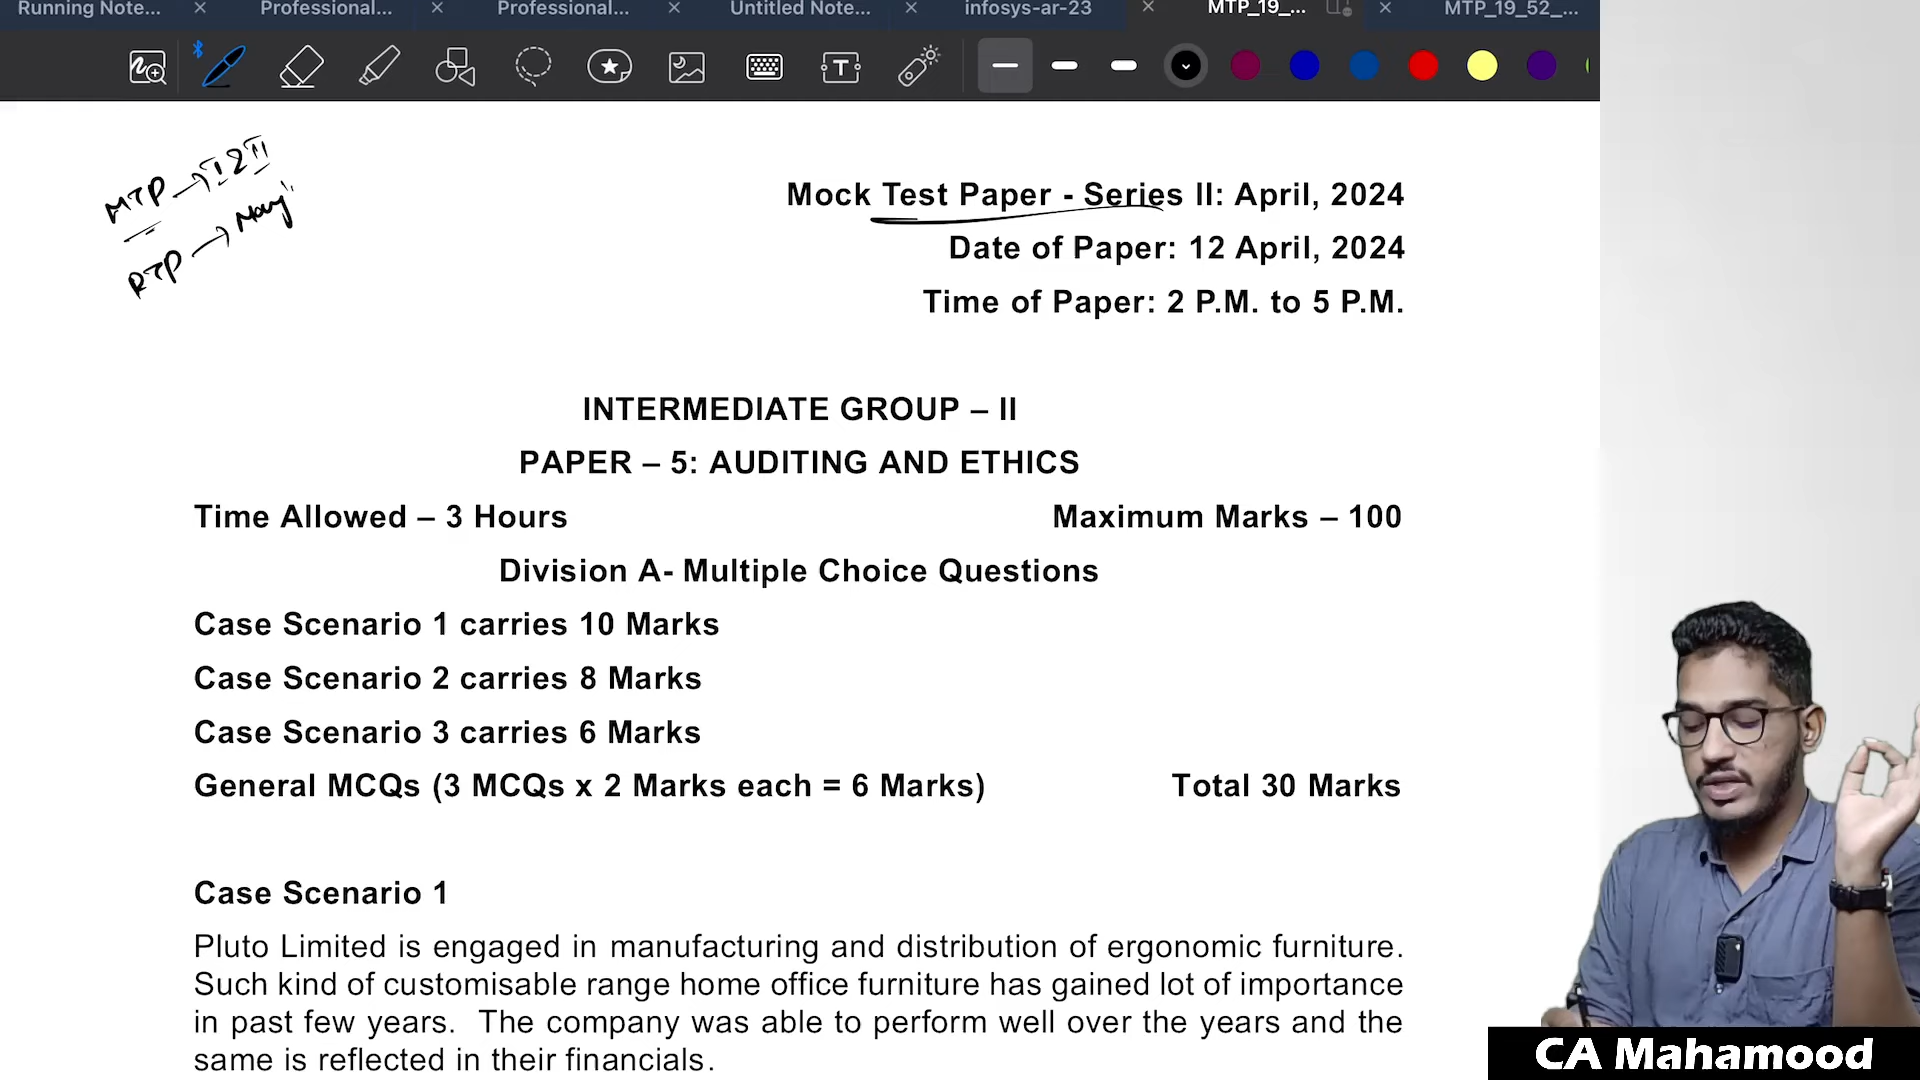 Running Note... Professional... Professional... Untitled Note... infosys-ar-23 MTP_19_... MTP_19_52_...
MTP → I & II
RTP → May
Mock Test Paper - Series II: April, 2024
Date of Paper: 12 April, 2024
Time of Paper: 2 P.M. to 5 P.M.
INTERMEDIATE GROUP – II
PAPER – 5: AUDITING AND ETHICS
Time Allowed – 3 Hours Maximum Marks – 100
Division A- Multiple Choice Questions
Case Scenario 1 carries 10 Marks
Case Scenario 2 carries 8 Marks
Case Scenario 3 carries 6 Marks
General MCQs (3 MCQs x 2 Marks each = 6 Marks) Total 30 Marks
Case Scenario 1
Pluto Limited is engaged in manufacturing and distribution of ergonomic furniture.
Such kind of customisable range home office furniture has gained lot of importance
in past few years. The company was able to perform well over the years and the
same is reflected in their financials.
CA Mahamood